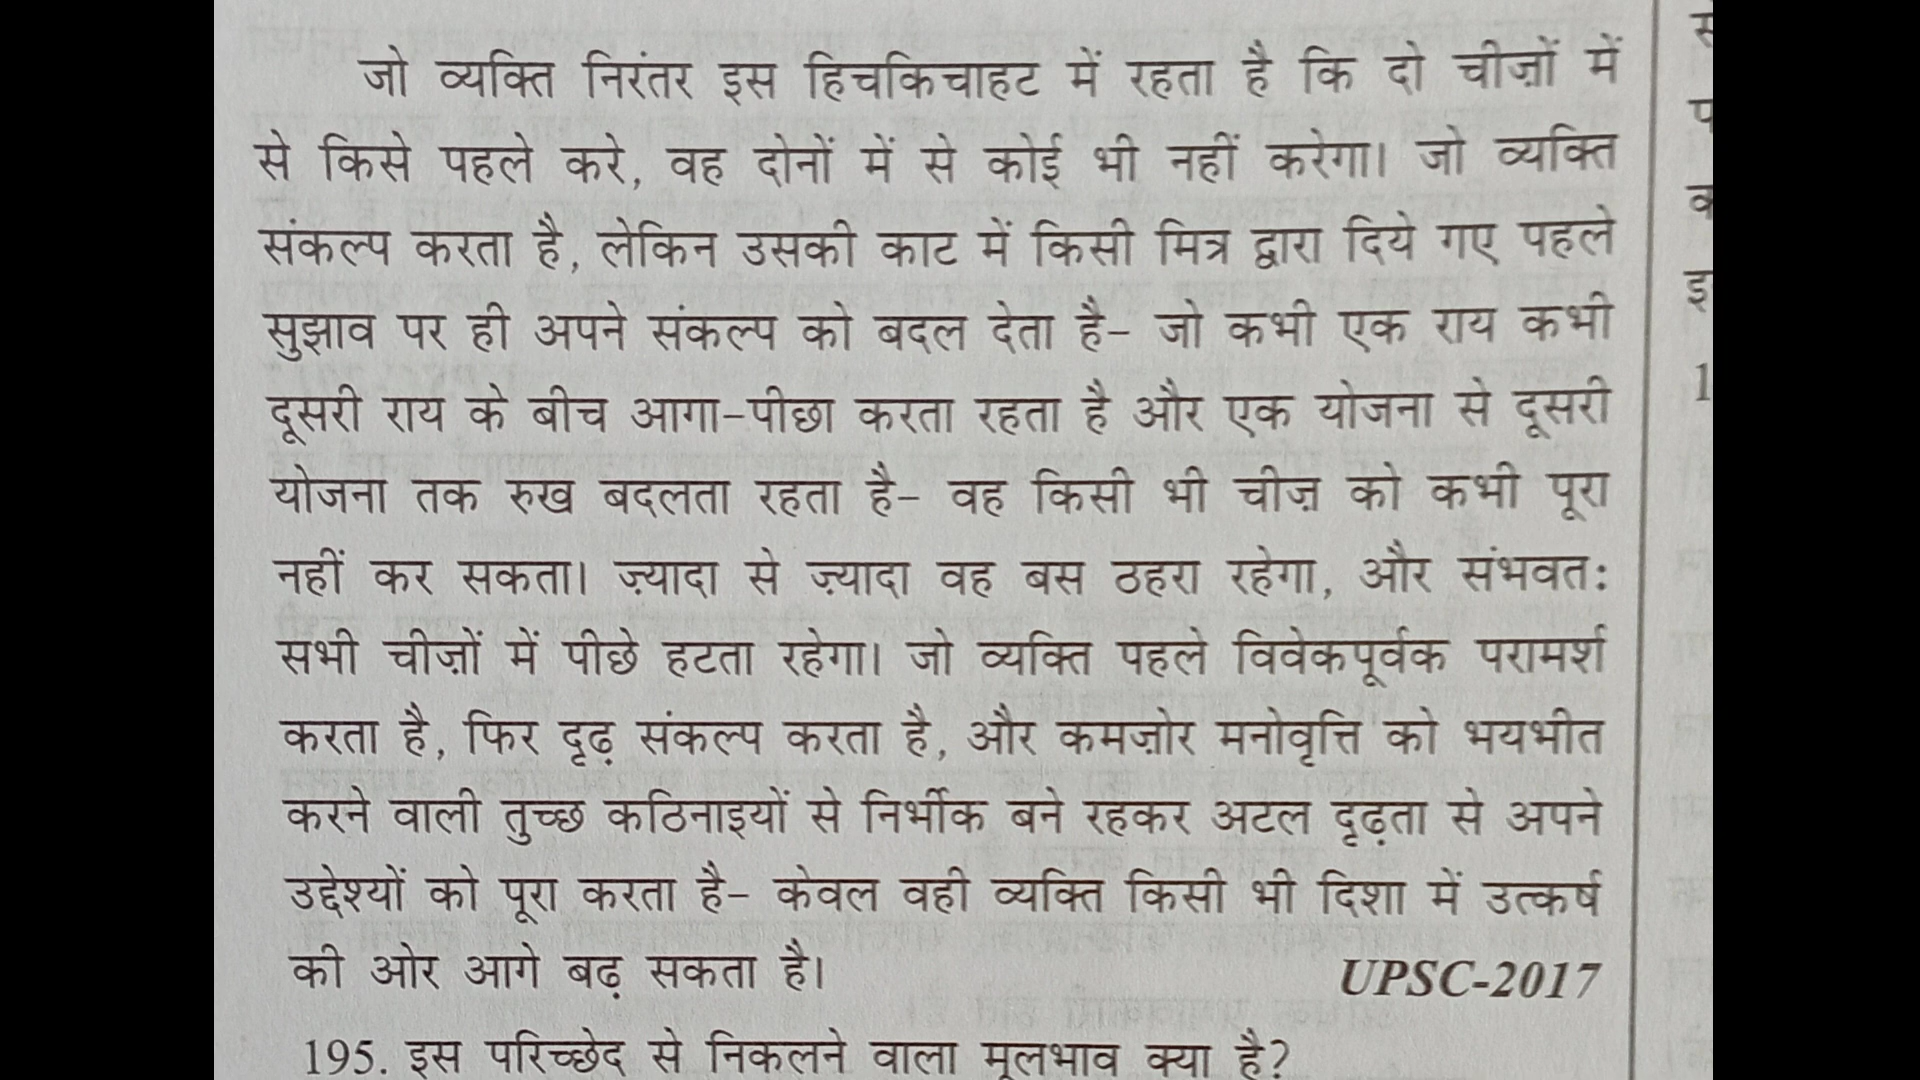 जो व्यक्ति निरंतर इस हिचकिचाहट में रहता है कि दो चीज़ों में
से किसे पहले करे, वह दोनों में से कोई भी नहीं करेगा। जो व्यक्ति
संकल्प करता है, लेकिन उसकी काट में किसी मित्र द्वारा दिये गए पहले
सुझाव पर ही अपने संकल्प को बदल देता है– जो कभी एक राय कभी
दूसरी राय के बीच आगा-पीछा करता रहता है और एक योजना से दूसरी
योजना तक रुख बदलता रहता है– वह किसी भी चीज़ को कभी पूरा
नहीं कर सकता। ज़्यादा से ज़्यादा वह बस ठहरा रहेगा, और संभवतः
सभी चीज़ों में पीछे हटता रहेगा। जो व्यक्ति पहले विवेकपूर्वक परामर्श
करता है, फिर दृढ़ संकल्प करता है, और कमज़ोर मनोवृत्ति को भयभीत
करने वाली तुच्छ कठिनाइयों से निर्भीक बने रहकर अटल दृढ़ता से अपने
उद्देश्यों को पूरा करता है– केवल वही व्यक्ति किसी भी दिशा में उत्कर्ष
की ओर आगे बढ़ सकता है। UPSC-2017
195. इस परिच्छेद से निकलने वाला मूलभाव क्या है?